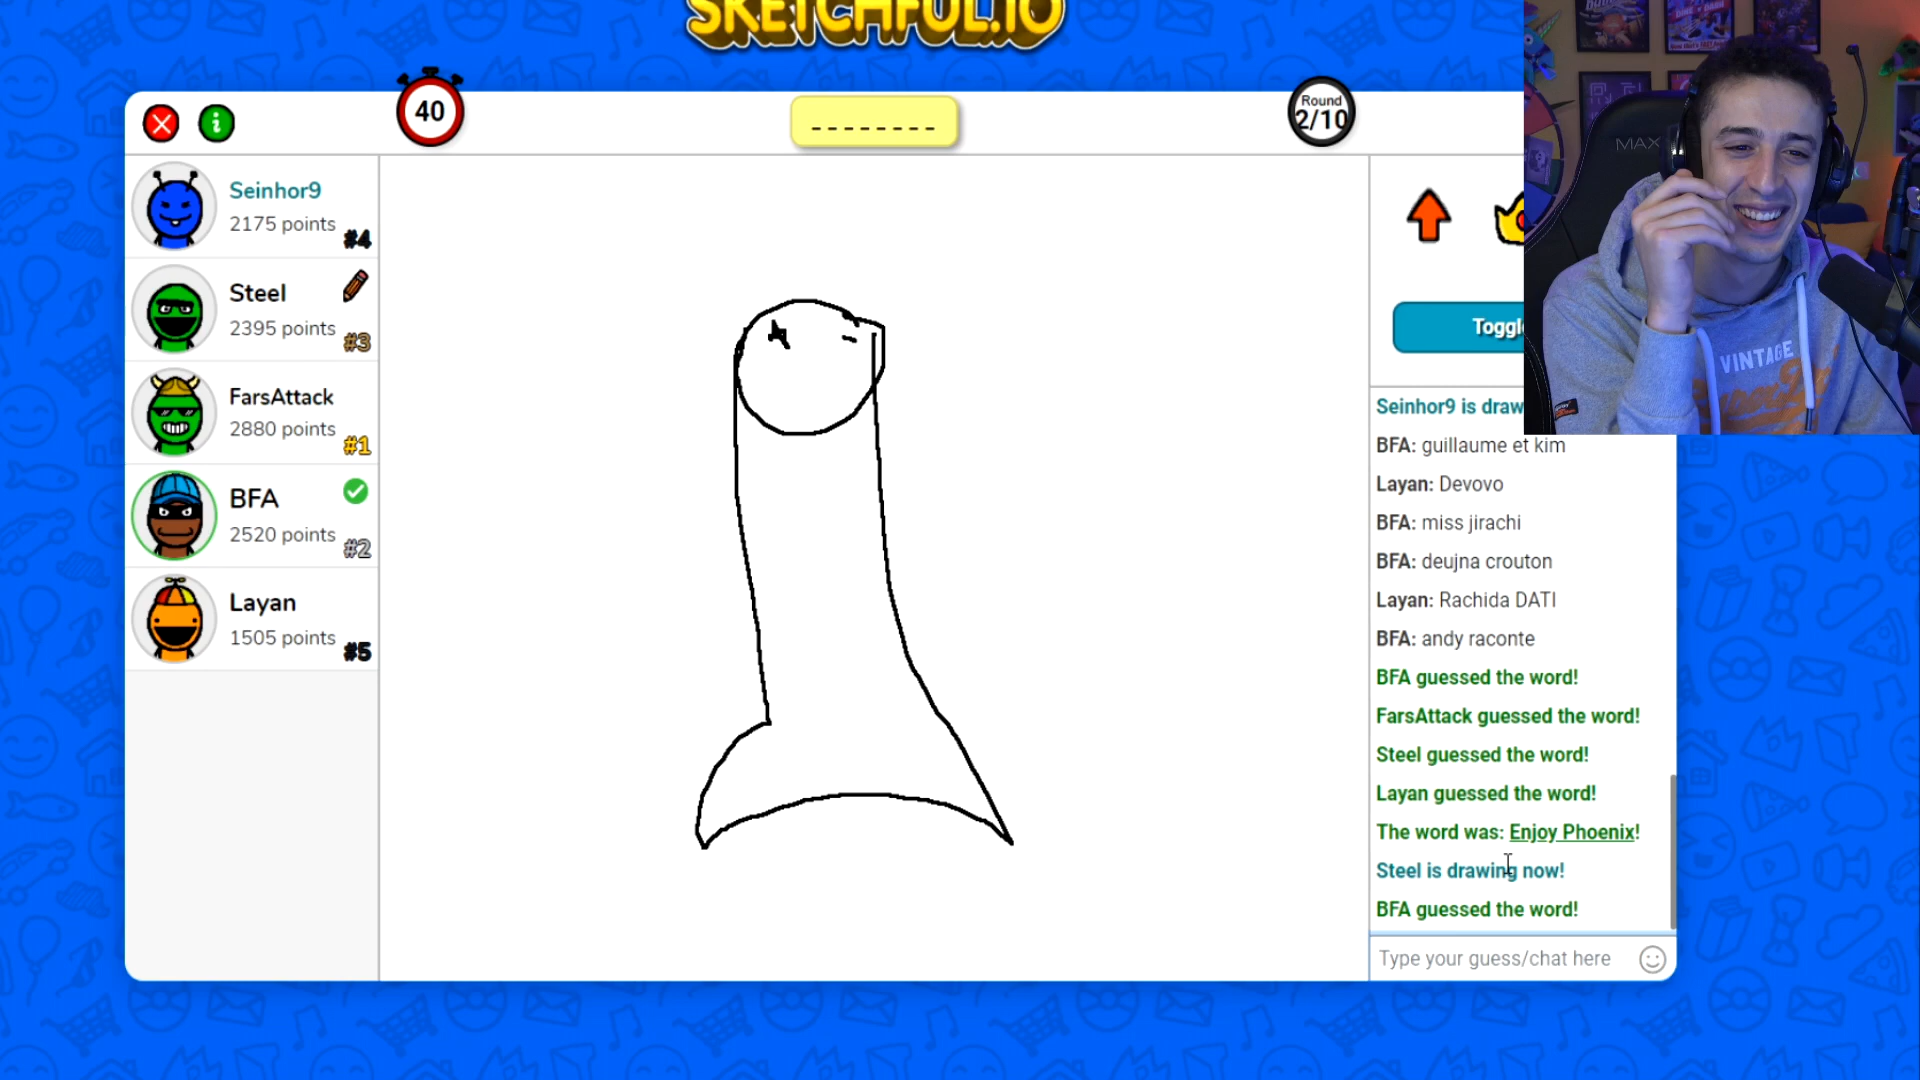 SKETCHFUL.IO
40
--------
Round
2/10
Seinhor9
2175 points
#4
Steel
2395 points
#3
FarsAttack
2880 points
#1
BFA
2520 points
#2
Layan
1505 points
#5
Toggl
MAX
VINTAGE
Seinhor9 is draw
BFA: guillaume et kim
Layan: Devovo
BFA: miss jirachi
BFA: deujna crouton
Layan: Rachida DATI
BFA: andy raconte
BFA guessed the word!
FarsAttack guessed the word!
Steel guessed the word!
Layan guessed the word!
The word was: Enjoy Phoenix!
Steel is drawing now!
BFA guessed the word!
Type your guess/chat here